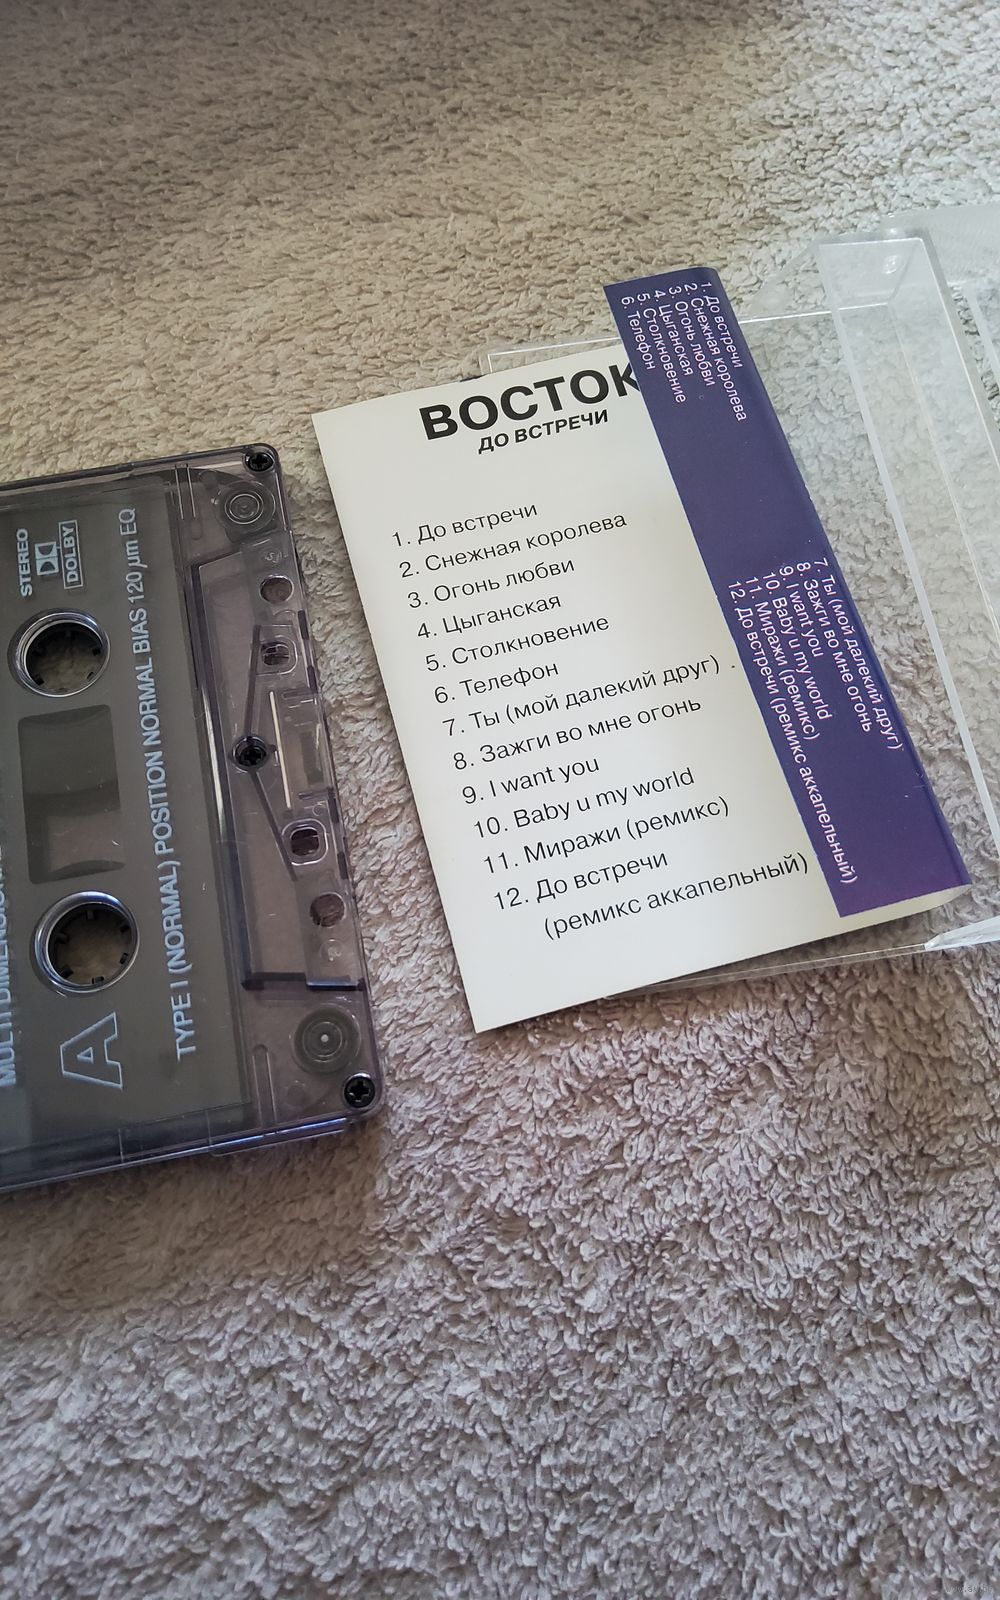 STEREO
DOLBY
A
TYPE I (NORMAL) POSITION NORMAL BIAS 120 µm EQ
ВОСТОК
ДО ВСТРЕЧИ
1. До встречи
2. Снежная королева
3. Огонь любви
4. Цыганская
5. Столкновение
6. Телефон
7. Ты (мой далекий друг)
8. Зажги во мне огонь
9. I want you
10. Baby u my world
11. Миражи (ремикс)
12. До встречи
(ремикс аккапельный)
1. До встречи
2. Снежная королева
3. Огонь любви
4. Цыганская
5. Столкновение
6. Телефон
7. Ты (мой далекий друг)
8. Зажги во мне огонь
9. I want you
10. Baby u my world
11. Миражи (ремикс)
12. До встречи (ремикс аккапельный)